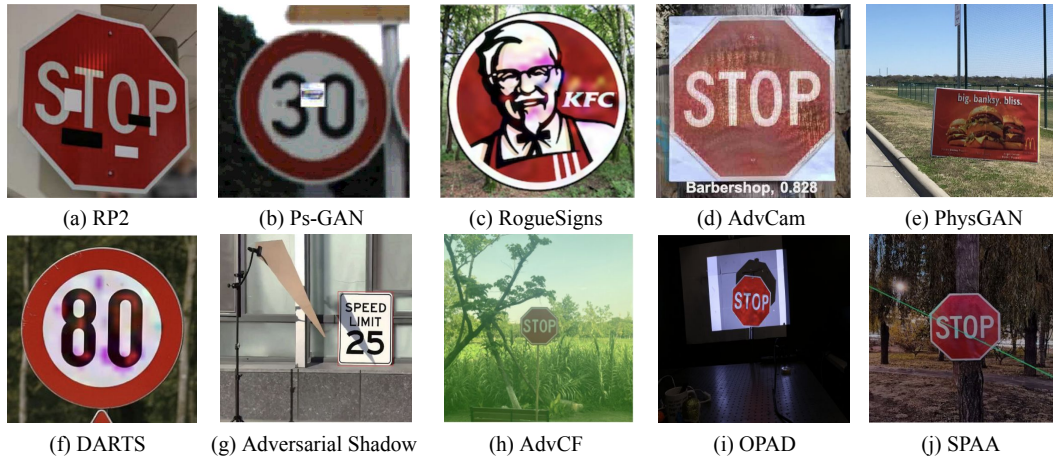 STOP
30
KFC
STOP
Barbershop, 0.828
big. banksy. bliss.
(a) RP2
(b) Ps-GAN
(c) RogueSigns
(d) AdvCam
(e) PhysGAN
80
SPEED
LIMIT
25
STOP
STOP
STOP
(f) DARTS
(g) Adversarial Shadow
(h) AdvCF
(i) OPAD
(j) SPAA